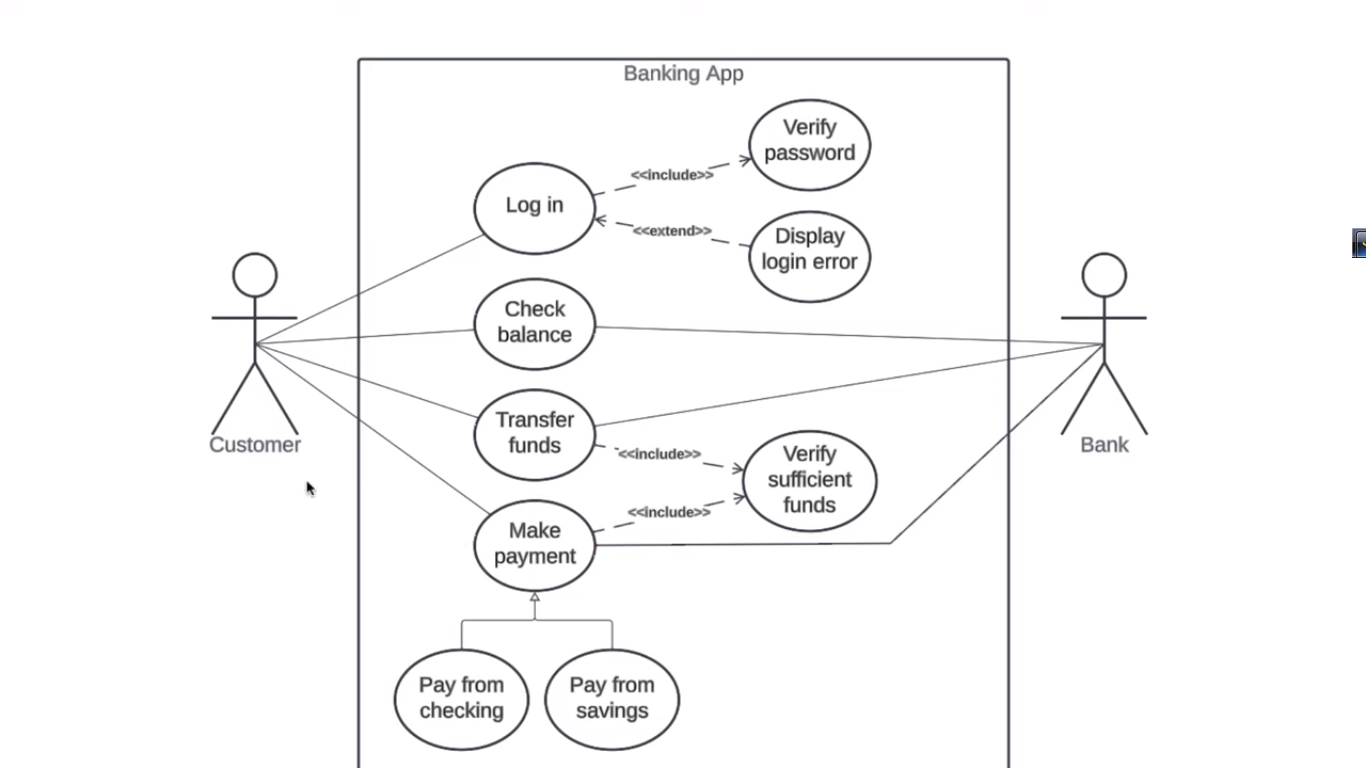 Banking App
Verify
password
<<include>>
Log in
<<extend>>
Display
login error
Check
balance
Transfer
funds
Customer
Bank
<<include>>
Verify
sufficient
funds
<<include>>
Make
payment
Pay from
checking
Pay from
savings